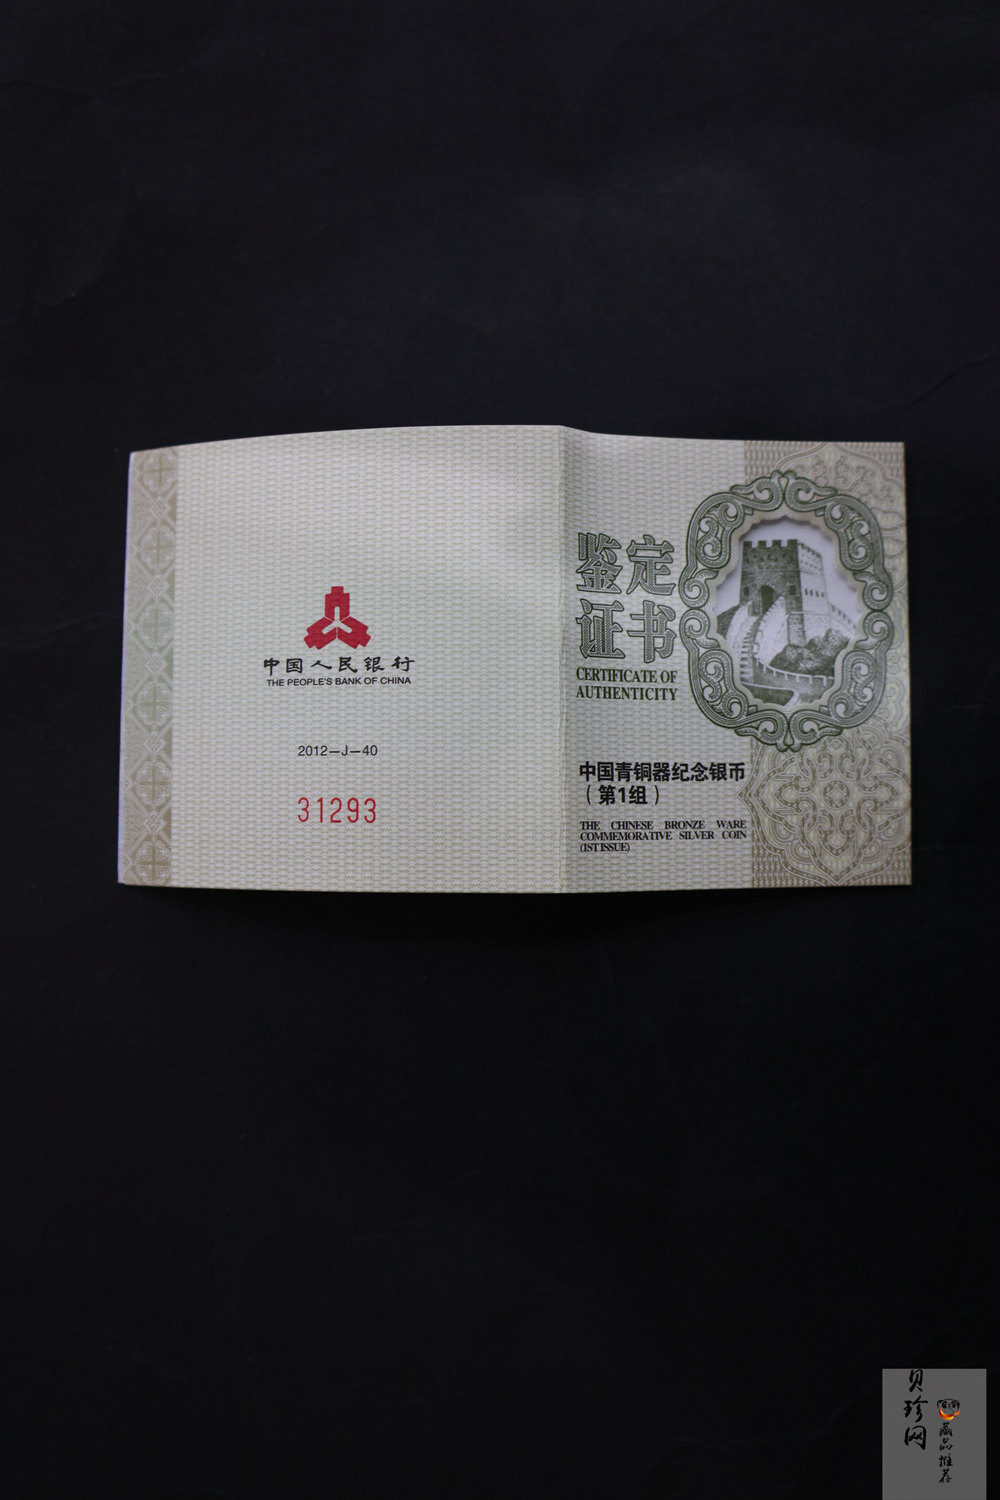 中国人民银行
THE PEOPLE'S BANK OF CHINA
2012-J-40
31293
鉴定
证书
CERTIFICATE OF
AUTHENTICITY
中国青铜器纪念银币
（第1组）
THE CHINESE BRONZE WARE
COMMEMORATIVE SILVER COIN
(1ST ISSUE)
贝珍网
藏品推荐